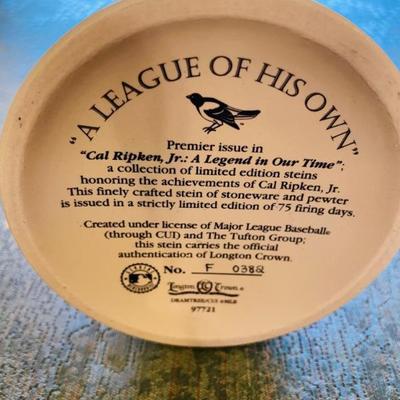 "A LEAGUE OF HIS OWN"
Premier issue in
"Cal Ripken, Jr.: A Legend in Our Time":
a collection of limited edition steins
honoring the achievements of Cal Ripken, Jr.
This finely crafted stein of stoneware and pewter
is issued in a strictly limited edition of 75 firing days.
Created under license of Major League Baseball®
(through CUI) and The Tufton Group;
this stein carries the official
authentication of Longton Crown.
No. F 0382
Longton Crown ®
DRAMTREE/CUI ©MLB
97721